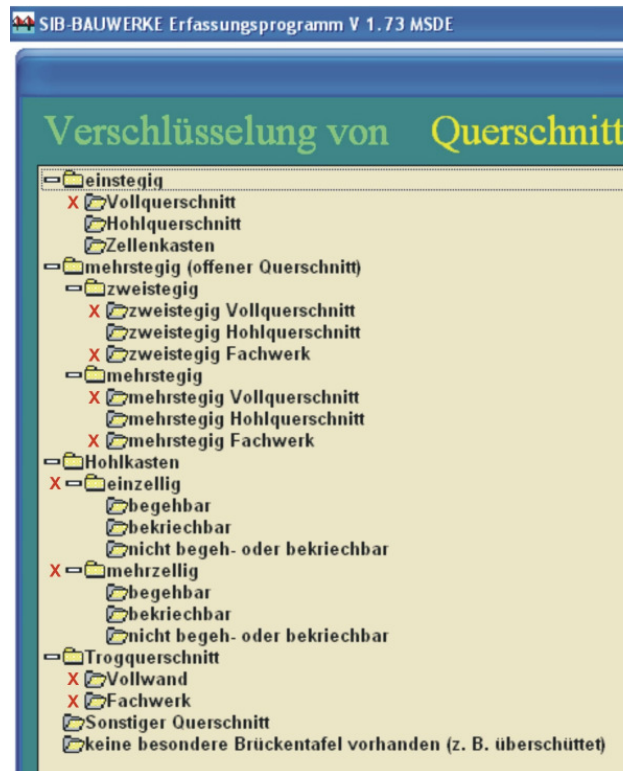 SIB-BAUWERKE Erfassungsprogramm V 1.73 MSDE
Verschlüsselung von Querschnitt
einstegig
X Vollquerschnitt
Hohlquerschnitt
Zellenkasten
mehrstegig (offener Querschnitt)
zweistegig
X zweistegig Vollquerschnitt
zweistegig Hohlquerschnitt
X zweistegig Fachwerk
mehrstegig
X mehrstegig Vollquerschnitt
mehrstegig Hohlquerschnitt
X mehrstegig Fachwerk
Hohlkasten
X einzellig
begehbar
bekriechbar
nicht begeh- oder bekriechbar
X mehrzellig
begehbar
bekriechbar
nicht begeh- oder bekriechbar
Trogquerschnitt
X Vollwand
X Fachwerk
Sonstiger Querschnitt
keine besondere Brückentafel vorhanden (z. B. überschüttet)